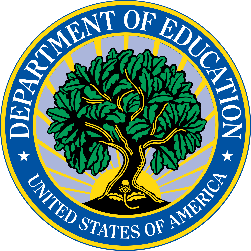 DEPARTMENT OF EDUCATION
UNITED STATES OF AMERICA